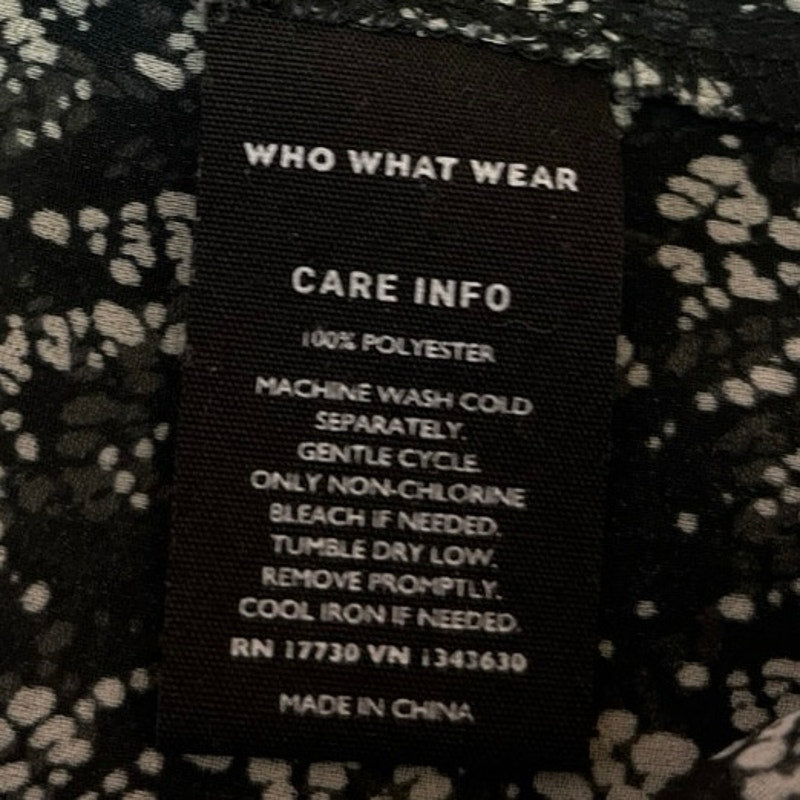 WHO WHAT WEAR
CARE INFO
100% POLYESTER
MACHINE WASH COLD
SEPARATELY.
GENTLE CYCLE.
ONLY NON-CHLORINE
BLEACH IF NEEDED.
TUMBLE DRY LOW.
REMOVE PROMPTLY.
COOL IRON IF NEEDED.
RN 17730 VN 1343630
MADE IN CHINA